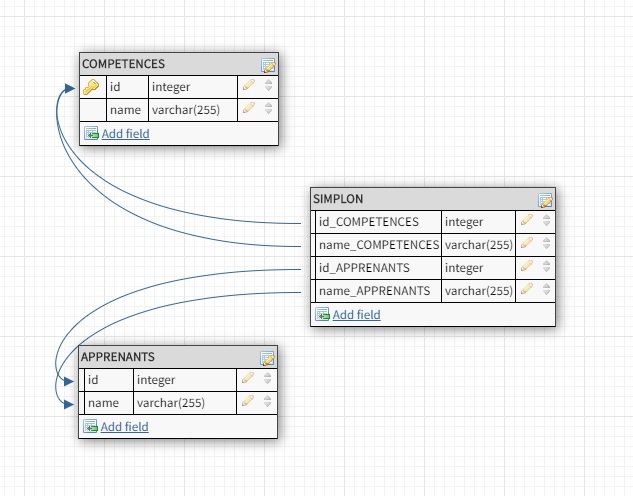 COMPETENCES
id integer
name varchar(255)
Add field
SIMPLON
id_COMPETENCES integer
name_COMPETENCES varchar(255)
id_APPRENANTS integer
name_APPRENANTS varchar(255)
Add field
APPRENANTS
id integer
name varchar(255)
Add field